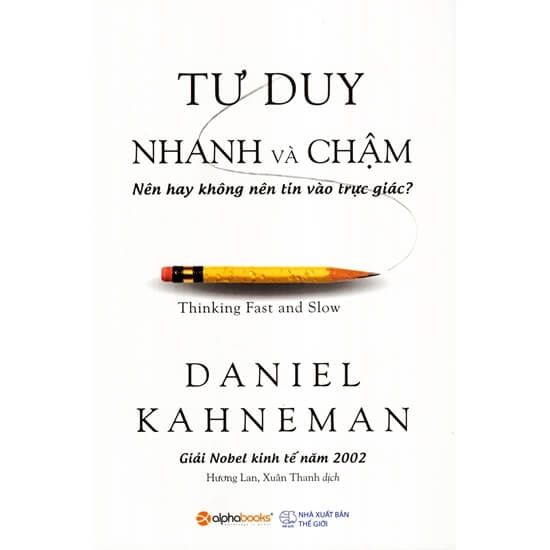 TƯ DUY
NHANH VÀ CHẬM
Nên hay không nên tin vào trực giác?
Thinking Fast and Slow
DANIEL
KAHNEMAN
Giải Nobel kinh tế năm 2002
Hương Lan, Xuân Thanh dịch
alphabooks
NHÀ XUẤT BẢN
THẾ GIỚI